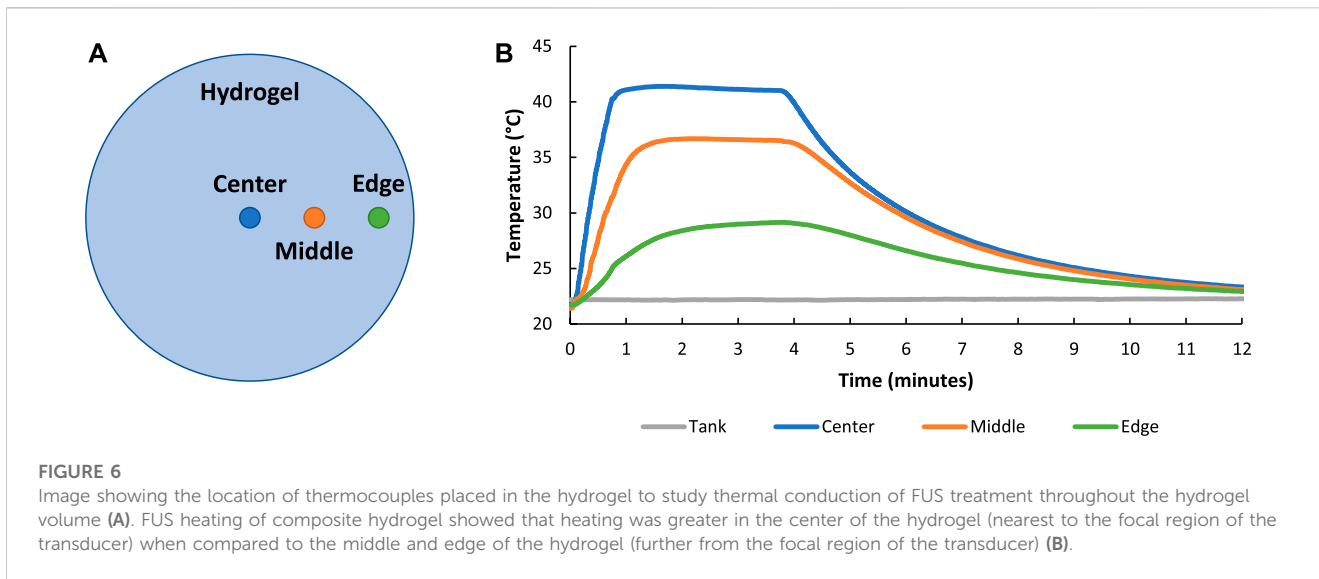 A
Hydrogel
Center
Edge
Middle
B
45
40
35
30
25
20
Temperature (°C)
0 1 2 3 4 5 6 7 8 9 10 11 12
Time (minutes)
Tank Center Middle Edge
FIGURE 6
Image showing the location of thermocouples placed in the hydrogel to study thermal conduction of FUS treatment throughout the hydrogel
volume (A). FUS heating of composite hydrogel showed that heating was greater in the center of the hydrogel (nearest to the focal region of the
transducer) when compared to the middle and edge of the hydrogel (further from the focal region of the transducer) (B).